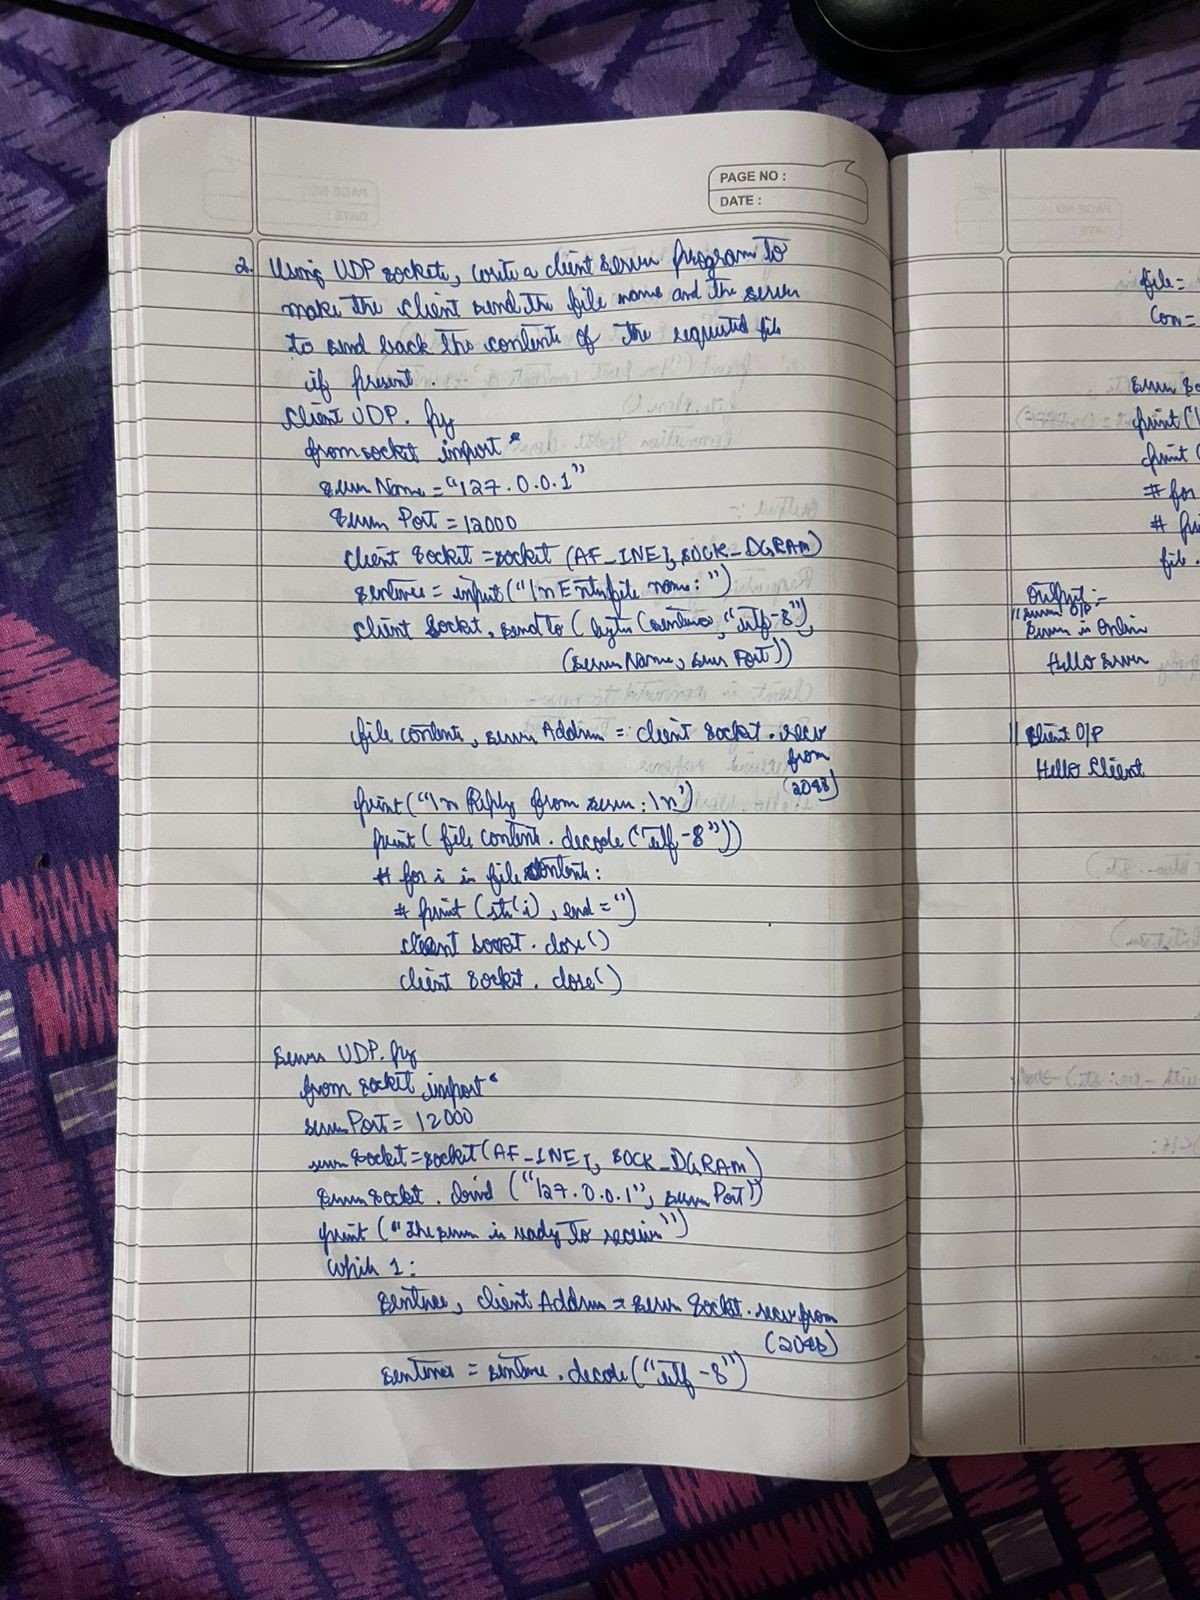 PAGE NO :
DATE :
2. Using UDP sockets, write a client server program to
make the client send the file name and the server
to send back the contents of the requested file
if present.
Client UDP. py
from socket import *
server Name = "127.0.0.1"
server Port = 12000
client Socket = socket (AF_INET, SOCK_DGRAM)
sentence = input ("\n Enter file name : ")
client Socket. send to (bytes (sentence, "utf-8"),
(server Name, server Port))
file contents, server Address = client socket . recv
from
(2048)
print ("\n Reply from server : \n")
print ( file contents . decode ("utf-8"))
# for i in file contents :
# print (str(i), end = '')
client socket . close ()
client socket . close ()
Server UDP. py
from socket import *
server Port = 12000
server Socket = socket (AF_INET, SOCK_DGRAM)
server socket . bind (("127.0.0.1", server Port))
print ("The server is ready to receive")
while 1 :
sentence, client Address = server Socket . recv from
(2048)
sentence = sentence . decode ("utf-8")
file =
Con =
print (
print (
# for
#
file .
Output :-
// server O/P
Server is Online
Hello Server
// Client O/P
Hello Client